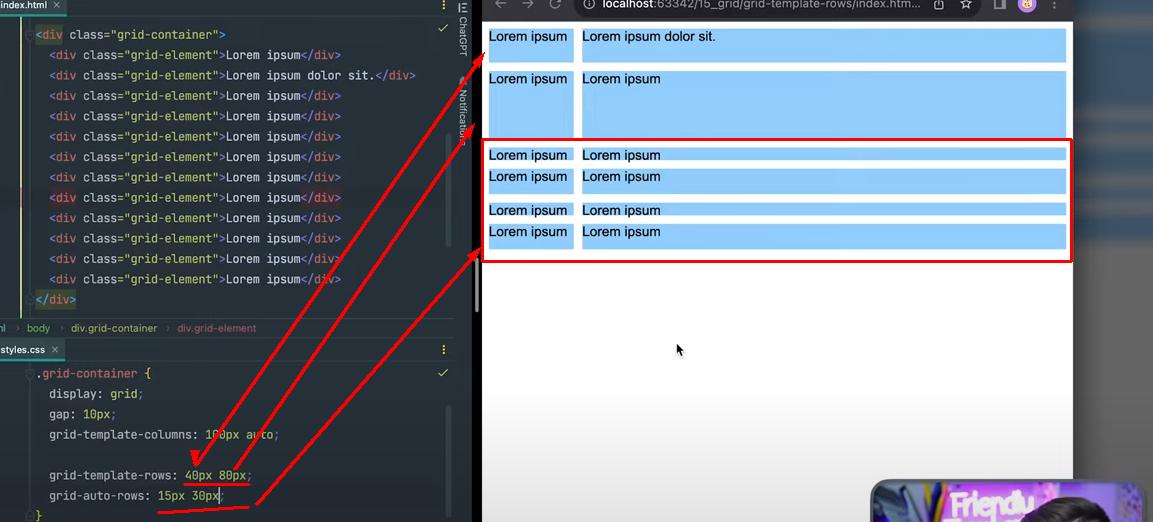 index.html ×
<div class="grid-container">
<div class="grid-element">Lorem ipsum</div>
<div class="grid-element">Lorem ipsum dolor sit.</div>
<div class="grid-element">Lorem ipsum</div>
<div class="grid-element">Lorem ipsum</div>
<div class="grid-element">Lorem ipsum</div>
<div class="grid-element">Lorem ipsum</div>
<div class="grid-element">Lorem ipsum</div>
<div class="grid-element">Lorem ipsum</div>
<div class="grid-element">Lorem ipsum</div>
<div class="grid-element">Lorem ipsum</div>
<div class="grid-element">Lorem ipsum</div>
<div class="grid-element">Lorem ipsum</div>
</div>
ml › body › div.grid-container › div.grid-element
styles.css ×
.grid-container {
display: grid;
gap: 10px;
grid-template-columns: 100px auto;
grid-template-rows: 40px 80px;
grid-auto-rows: 15px 30px;
}
ChatGPT
Notifications
localhost:63342/15_grid/grid-template-rows/index.htm...
Lorem ipsum Lorem ipsum dolor sit.
Lorem ipsum Lorem ipsum
Lorem ipsum Lorem ipsum
Lorem ipsum Lorem ipsum
Lorem ipsum Lorem ipsum
Lorem ipsum Lorem ipsum
Friendly